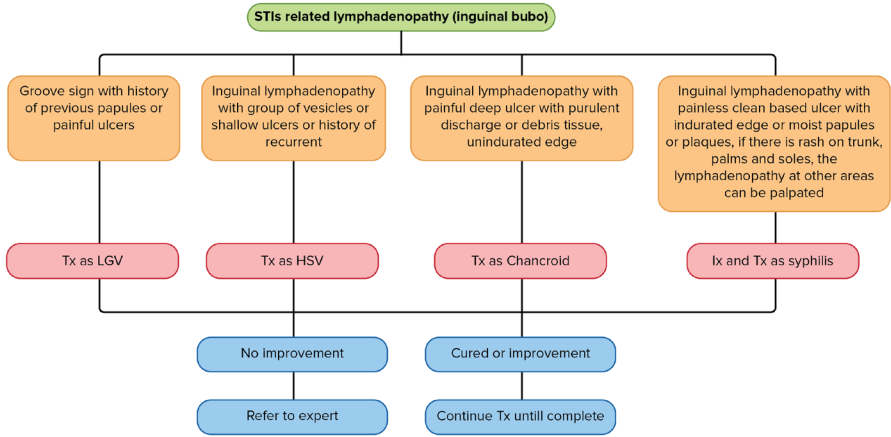 STIs related lymphadenopathy (inguinal bubo)
Groove sign with history
of previous papules or
painful ulcers
Inguinal lymphadenopathy
with group of vesicles or
shallow ulcers or history of
recurrent
Inguinal lymphadenopathy with
painful deep ulcer with purulent
discharge or debris tissue,
unindurated edge
Inguinal lymphadenopathy with
painless clean based ulcer with
indurated edge or moist papules
or plaques, if there is rash on trunk,
palms and soles, the
lymphadenopathy at other areas
can be palpated
Tx as LGV
Tx as HSV
Tx as Chancroid
Ix and Tx as syphilis
No improvement
Cured or improvement
Refer to expert
Continue Tx untill complete